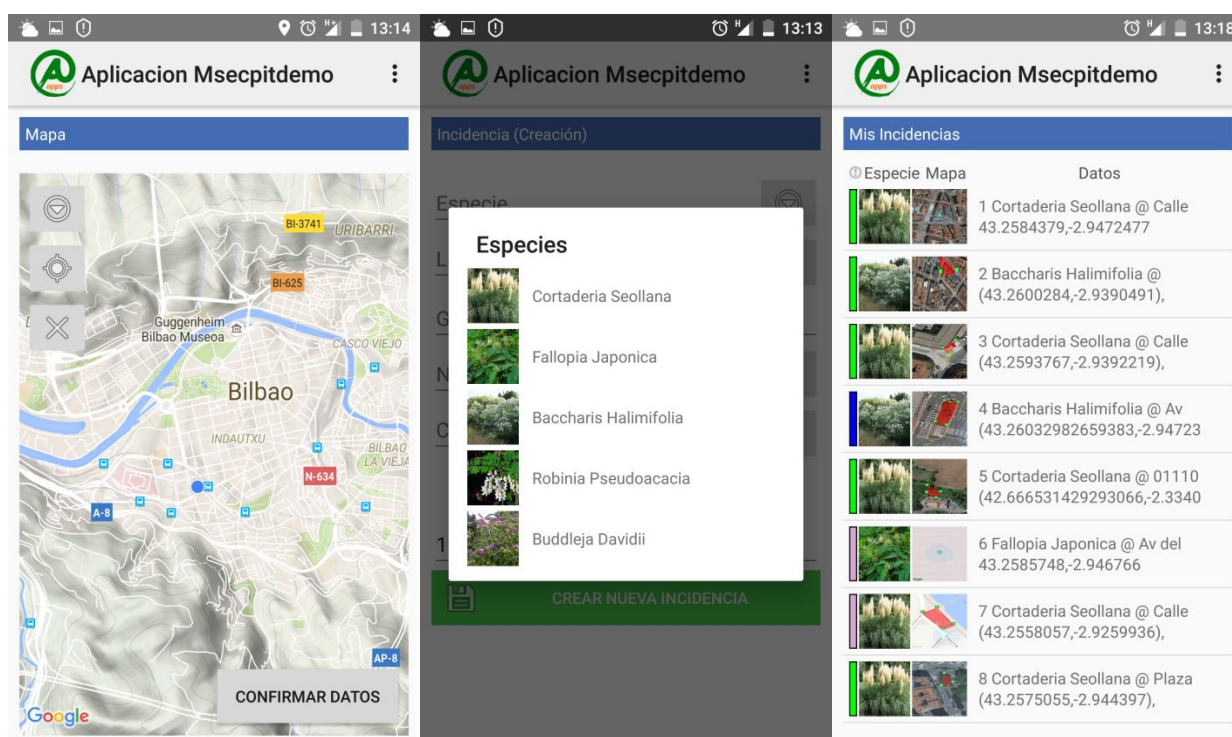 13:14
apps
Aplicacion Msecpitdemo
Mapa
BI-3741
URIBARRI
BI-625
Guggenheim
Bilbao Museoa
CASCO VIEJO
Bilbao
INDAUTXU
BILBAO
LA VIEJA
N-634
A-8
AP-8
CONFIRMAR DATOS
Google
H 13:13
apps
Aplicacion Msecpitdemo
Incidencia (Creación)
Especie
L
G
N
C
Especies
Cortaderia Seollana
Fallopia Japonica
Baccharis Halimifolia
Robinia Pseudoacacia
Buddleja Davidii
1
CREAR NUEVA INCIDENCIA
H 13:18
apps
Aplicacion Msecpitdemo
Mis Incidencias
Especie Mapa Datos
1 Cortaderia Seollana @ Calle
43.2584379,-2.9472477
2 Baccharis Halimifolia @
(43.2600284,-2.9390491),
3 Cortaderia Seollana @ Calle
(43.2593767,-2.9392219),
4 Baccharis Halimifolia @ Av
(43.26032982659383,-2.94723
5 Cortaderia Seollana @ 01110
(42.666531429293066,-2.3340
6 Fallopia Japonica @ Av del
43.2585748,-2.946766
7 Cortaderia Seollana @ Calle
(43.2558057,-2.9259936),
8 Cortaderia Seollana @ Plaza
(43.2575055,-2.944397),